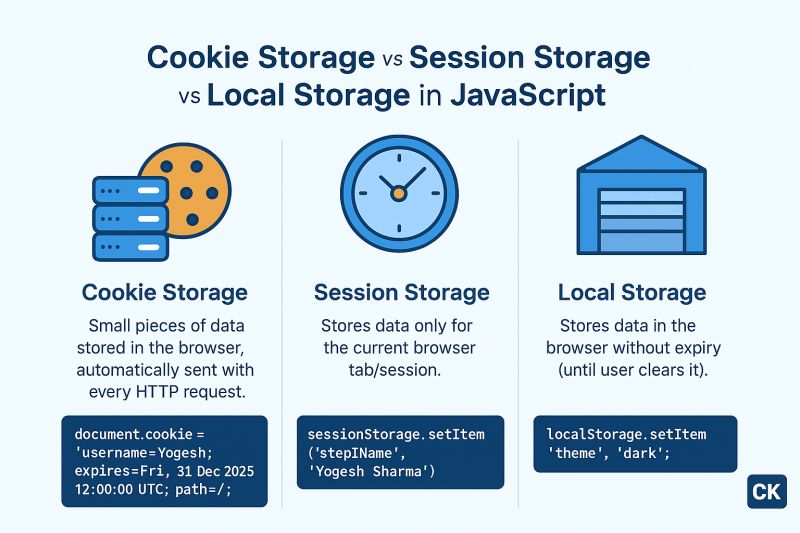 Cookie Storage vs Session Storage
vs Local Storage in JavaScript
Cookie Storage
Small pieces of data
stored in the browser,
automatically sent with
every HTTP request.
document.cookie =
'username=Yogesh;
expires=Fri, 31 Dec 2025
12:00:00 UTC; path=/;
Session Storage
Stores data only for
the current browser
tab/session.
sessionStorage.setItem
('stepIName',
'Yogesh Sharma')
Local Storage
Stores data in the
browser without expiry
(until user clears it).
localStorage.setItem
'theme', 'dark';
CK